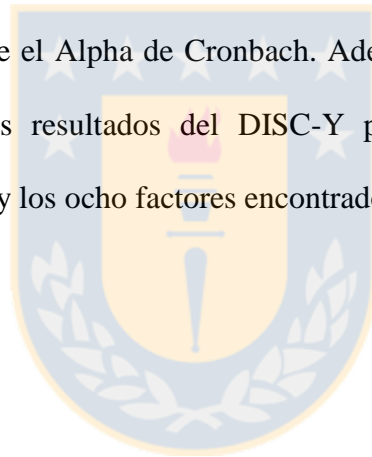 e el Alpha de Cronbach. Ade
s resultados del DISC-Y p
y los ocho factores encontrado